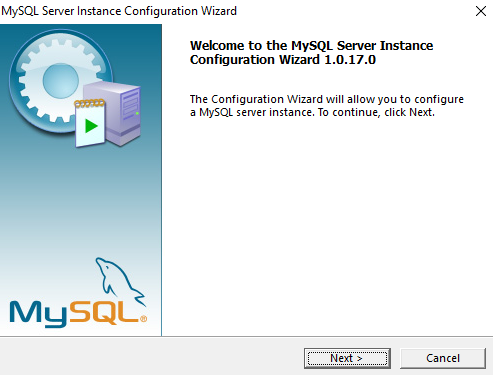 MySQL Server Instance Configuration Wizard
Welcome to the MySQL Server Instance
Configuration Wizard 1.0.17.0
The Configuration Wizard will allow you to configure
a MySQL server instance. To continue, click Next.
MySQL®
Next >
Cancel